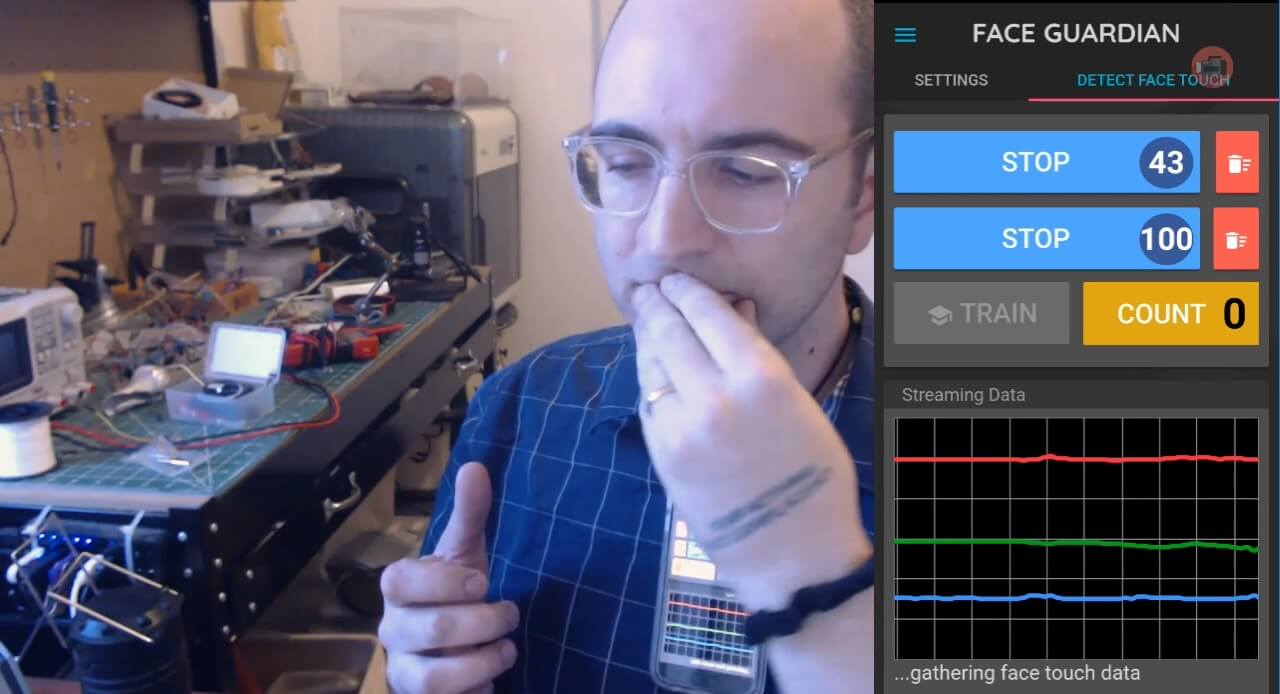 FACE GUARDIAN
SETTINGS
DETECT FACE TOUCH
STOP 43
STOP 100
TRAIN
COUNT 0
Streaming Data
...gathering face touch data